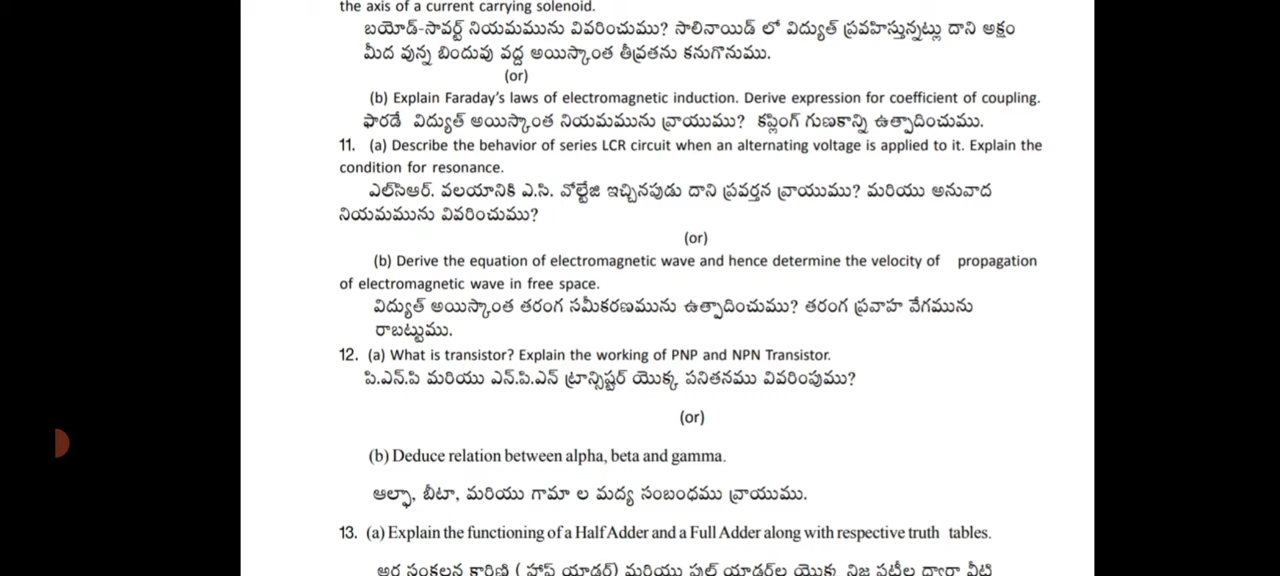 the axis of a current carrying solenoid.
బయోడ్-సావర్ట్ నియమమును వివరించుము? సాలినాయిడ్ లో విద్యుత్ ప్రవహిస్తున్నట్లు దాని అక్షం
మీద వున్న బిందువు వద్ద అయిస్కాంత తీవ్రతను కనుగొనుము.
(or)
(b) Explain Faraday's laws of electromagnetic induction. Derive expression for coefficient of coupling.
ఫారడే విద్యుత్ అయిస్కాంత నియమమును వ్రాయుము? కప్లింగ్ గుణకాన్ని ఉత్పాదించుము.
11. (a) Describe the behavior of series LCR circuit when an alternating voltage is applied to it. Explain the
condition for resonance.
ఎల్‌సిఆర్. వలయానికి ఎ.సి. వోల్టేజి ఇచ్చినపుడు దాని ప్రవర్తన వ్రాయుము? మరియు అనువాద
నియమమును వివరించుము?
(or)
(b) Derive the equation of electromagnetic wave and hence determine the velocity of propagation
of electromagnetic wave in free space.
విద్యుత్ అయిస్కాంత తరంగ సమీకరణమును ఉత్పాదించుము? తరంగ ప్రవాహ వేగమును
రాబట్టుము.
12. (a) What is transistor? Explain the working of PNP and NPN Transistor.
పి.ఎన్.పి మరియు ఎన్.పి.ఎన్ ట్రాన్సిస్టర్ యొక్క పనితనము వివరింపుము?
(or)
(b) Deduce relation between alpha, beta and gamma.
ఆల్ఫా, బీటా, మరియు గామా ల మద్య సంబంధము వ్రాయుము.
13. (a) Explain the functioning of a Half Adder and a Full Adder along with respective truth tables.
అర్ధ సంకలన కారిణి ( హాఫ్ యాడర్) మరియు ఫుల్ యాడర్‌ల యొక్క నిజ పట్టీల ద్వారా వీటి